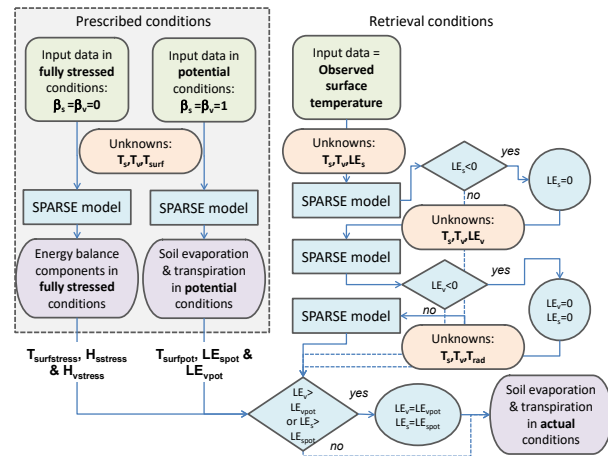 Prescribed conditions
Retrieval conditions
Input data in
fully stressed
conditions:
βs =βv=0
Input data in
potential
conditions:
βs =βv=1
Input data =
Observed
surface
temperature
Unknowns:
Ts,Tv,Tsurf
Unknowns:
Ts,Tv,LEs
LEs<0
yes
LEs=0
no
SPARSE model
SPARSE model
SPARSE model
Unknowns:
Ts,Tv,LEv
Energy balance
components in
fully stressed
conditions
Soil evaporation
& transpiration
in potential
conditions
SPARSE model
LEv<0
yes
LEv=0
LEs=0
no
SPARSE model
Unknowns:
Ts,Tv,Trad
Tsurfstress, Hsstress
& Hvstress
Tsurfpot, LEspot &
LEvpot
LEv>
LEvpot
or LEs>
LEspot
yes
LEv=LEvpot
LEs=LEspot
no
Soil evaporation
& transpiration
in actual
conditions